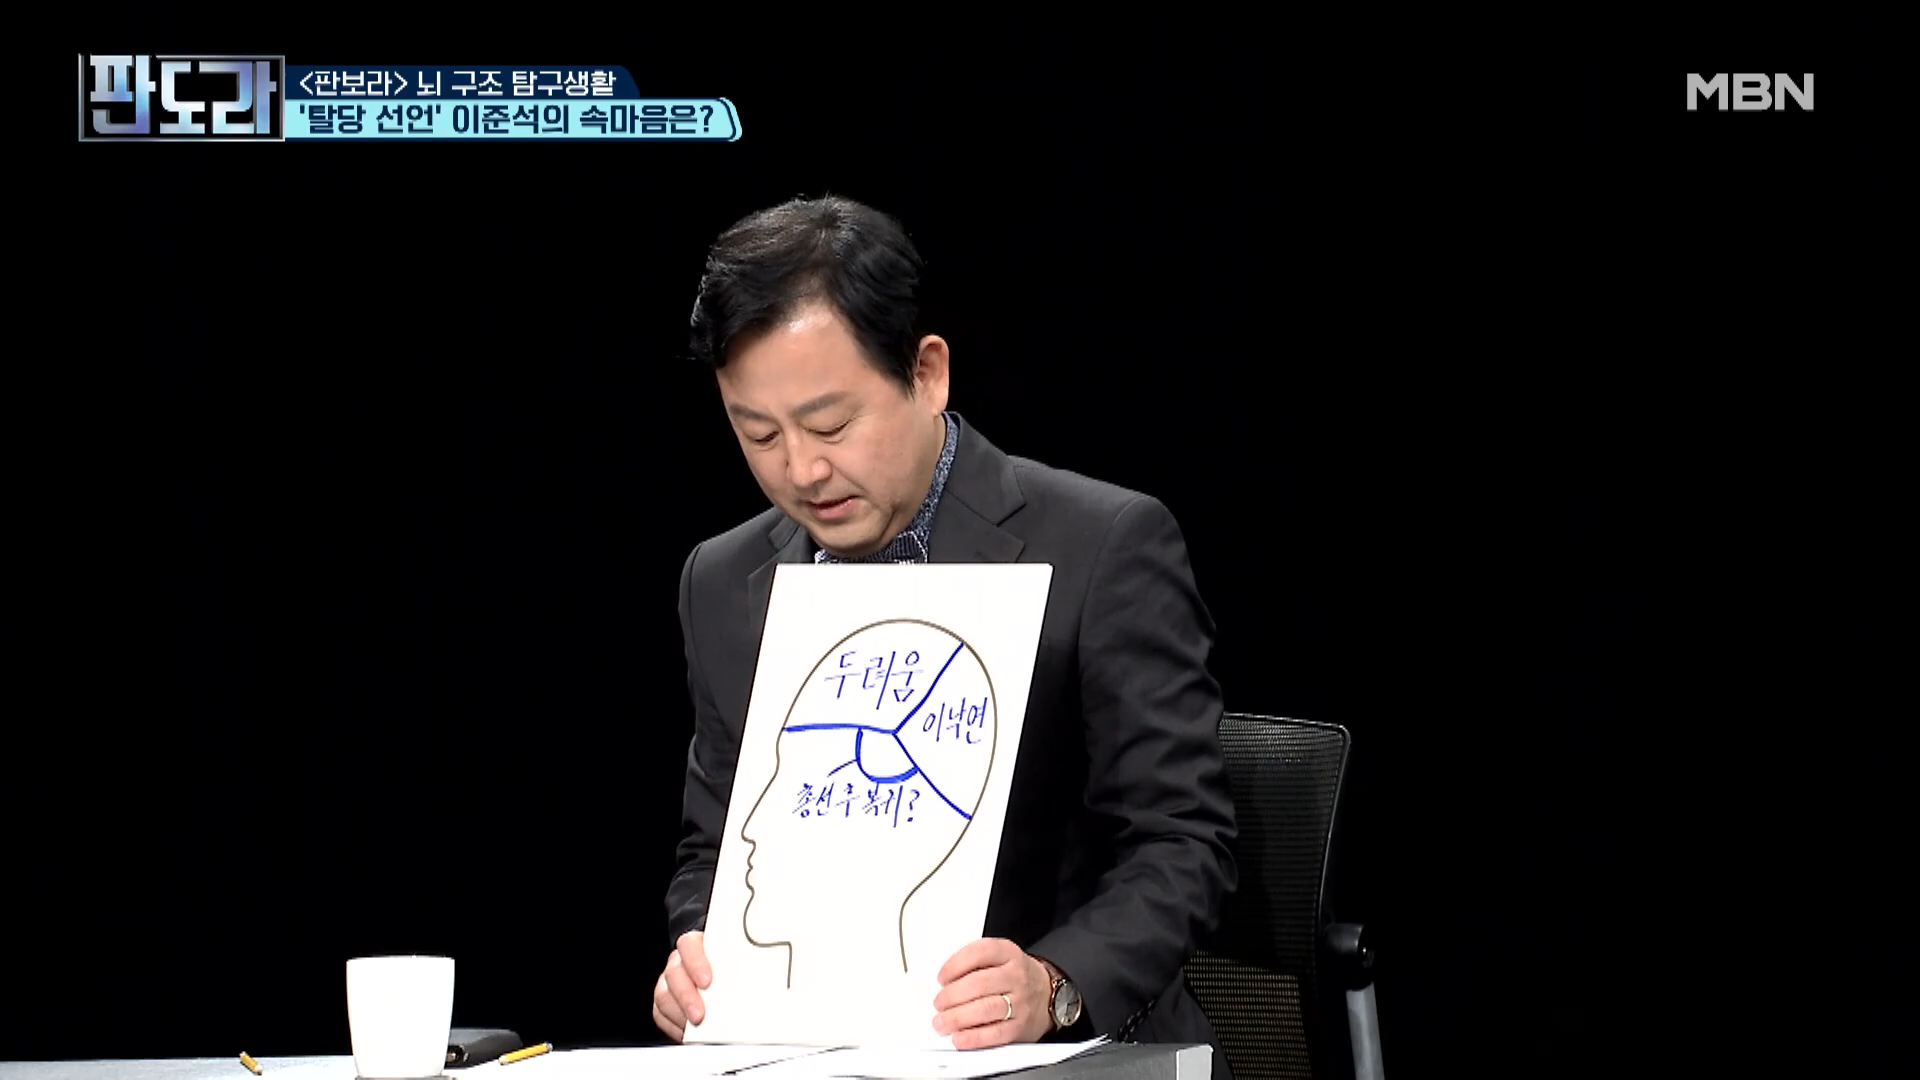 판도라
<판보라> 뇌 구조 탐구생활
'탈당 선언' 이준석의 속마음은?
MBN
두려움
이낙연
총선 후 복귀?